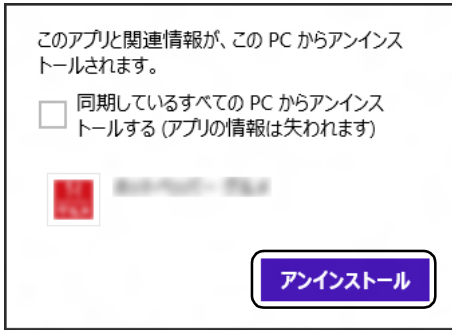 このアプリと関連情報が、この PC からアンインス
トールされます。
同期しているすべての PC からアンインス
トールする (アプリの情報は失われます)
アンインストール